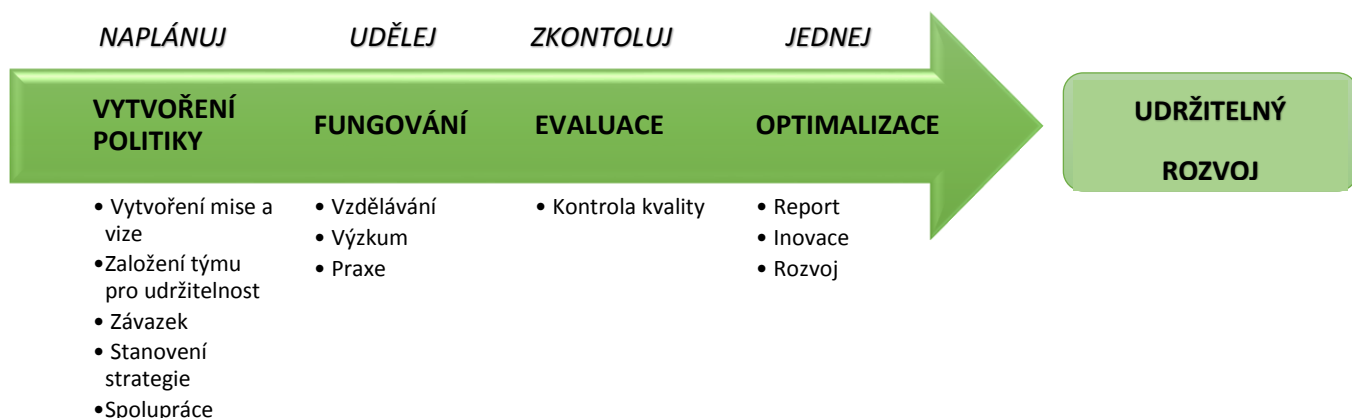 NAPLÁNUJ UDĚLEJ ZKONTOLUJ JEDNEJ
VYTVOŘENÍ
POLITIKY
FUNGOVÁNÍ
EVALUACE
OPTIMALIZACE
UDRŽITELNÝ
ROZVOJ
• Vytvoření mise a
vize
•Založení týmu
pro udržitelnost
• Závazek
• Stanovení
strategie
•Spolupráce
• Vzdělávání
• Výzkum
• Praxe
• Kontrola kvality
• Report
• Inovace
• Rozvoj